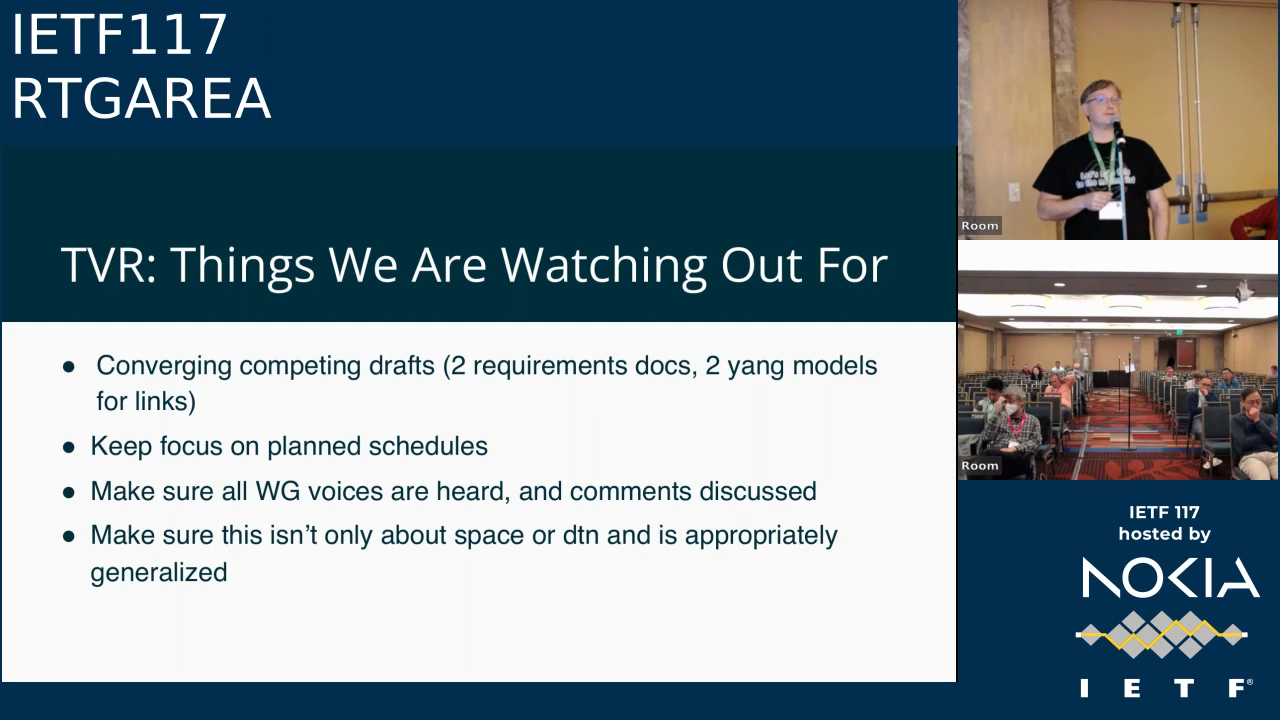 IETF117
RTGAREA
TVR: Things We Are Watching Out For
● Converging competing drafts (2 requirements docs, 2 yang models
for links)
● Keep focus on planned schedules
● Make sure all WG voices are heard, and comments discussed
● Make sure this isn’t only about space or dtn and is appropriately
generalized
Room
Room
IETF 117
hosted by
NOKIA
I E T F®